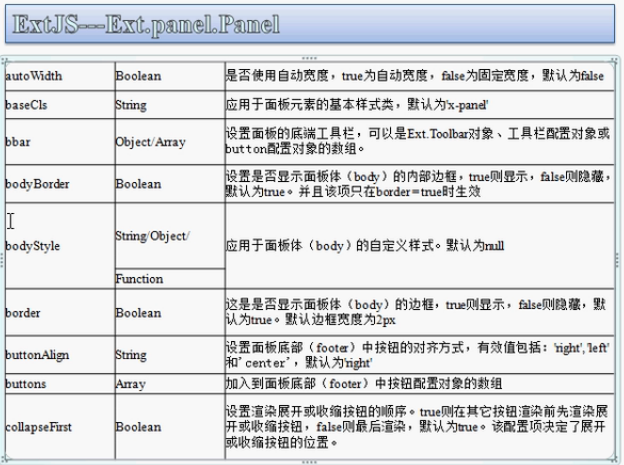 ExtJS---Ext.panel.Panel
autoWidth Boolean 是否使用自动宽度，true为自动宽度，false为固定宽度，默认为false
baseCls String 应用于面板元素的基本样式类，默认为'x-panel'
bbar Object/Array 设置面板的底端工具栏，可以是Ext.Toolbar对象、工具栏配置对象或
button配置对象的数组。
bodyBorder Boolean 设置是否显示面板体（body）的内部边框，true则显示，false则隐藏，
默认为true。并且该项只在border=true时生效
bodyStyle String/Object/ 应用于面板体（body）的自定义样式。默认为null
Function
border Boolean 这是是否显示面板体（body）的边框，true则显示，false则隐藏，默
认为true。默认边框宽度为2px
buttonAlign String 设置面板底部（footer）中按钮的对齐方式，有效值包括：'right','left'
和'center'，默认为'right'
buttons Array 加入到面板底部（footer）中按钮配置对象的数组
collapseFirst Boolean 设置渲染展开或收缩按钮的顺序。true则在其它按钮渲染前先渲染展
开或收缩按钮，false则最后渲染，默认为true。该配置项决定了展开
或收缩按钮的位置。